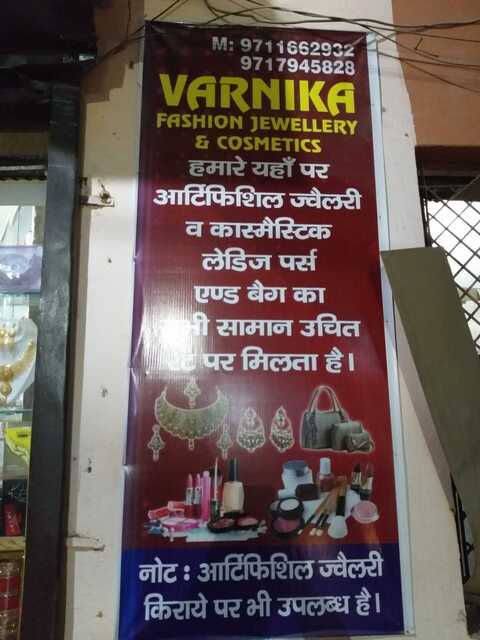 M: 9711662932
9717945828
VARNIKA
FASHION JEWELLERY
& COSMETICS
हमारे यहाँ पर
आर्टिफिशिल ज्वैलरी
व कास्मैस्टिक
लेडिज पर्स
एण्ड बैग का
सामान उचित
पर मिलता है।
नोट : आर्टिफिशिल ज्वैलरी
किराये पर भी उपलब्ध है।